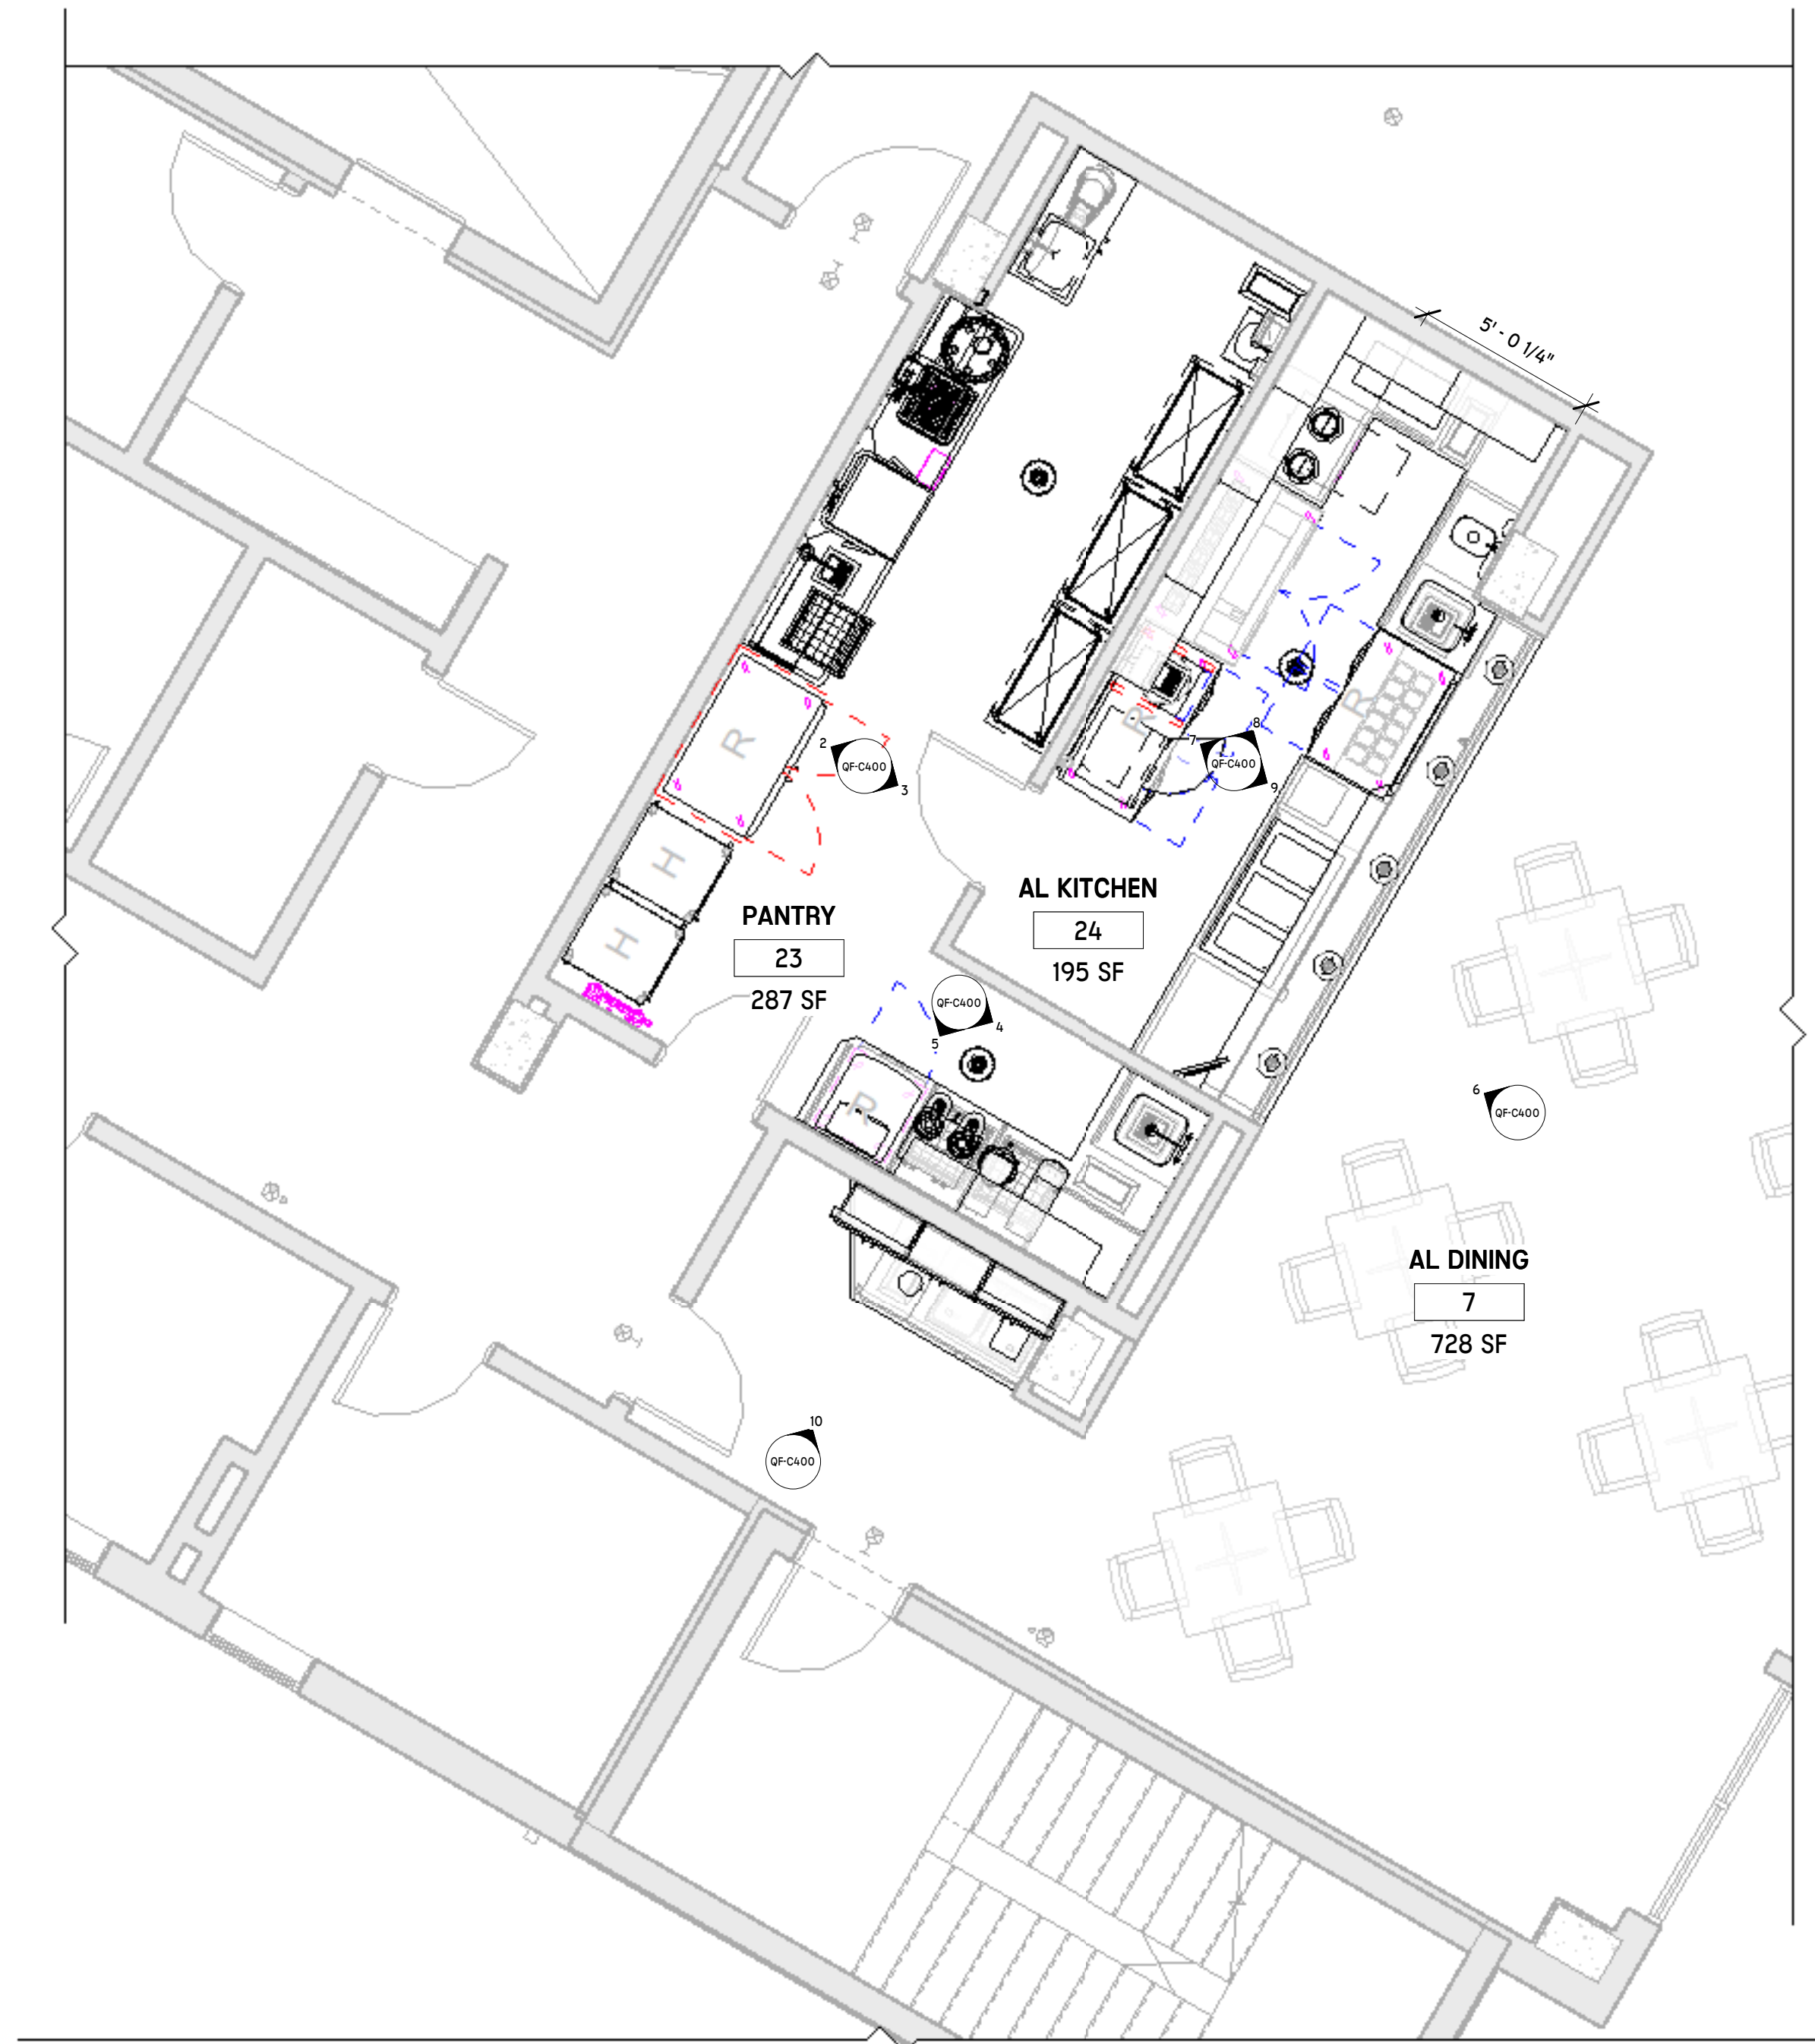 5' - 0 1/4"
R
R
R
2
QF-C400
3
7
8
QF-C400
9
H
H
PANTRY
23
287 SF
AL KITCHEN
24
195 SF
QF-C400
4
5
R
6
QF-C400
AL DINING
7
728 SF
10
QF-C400